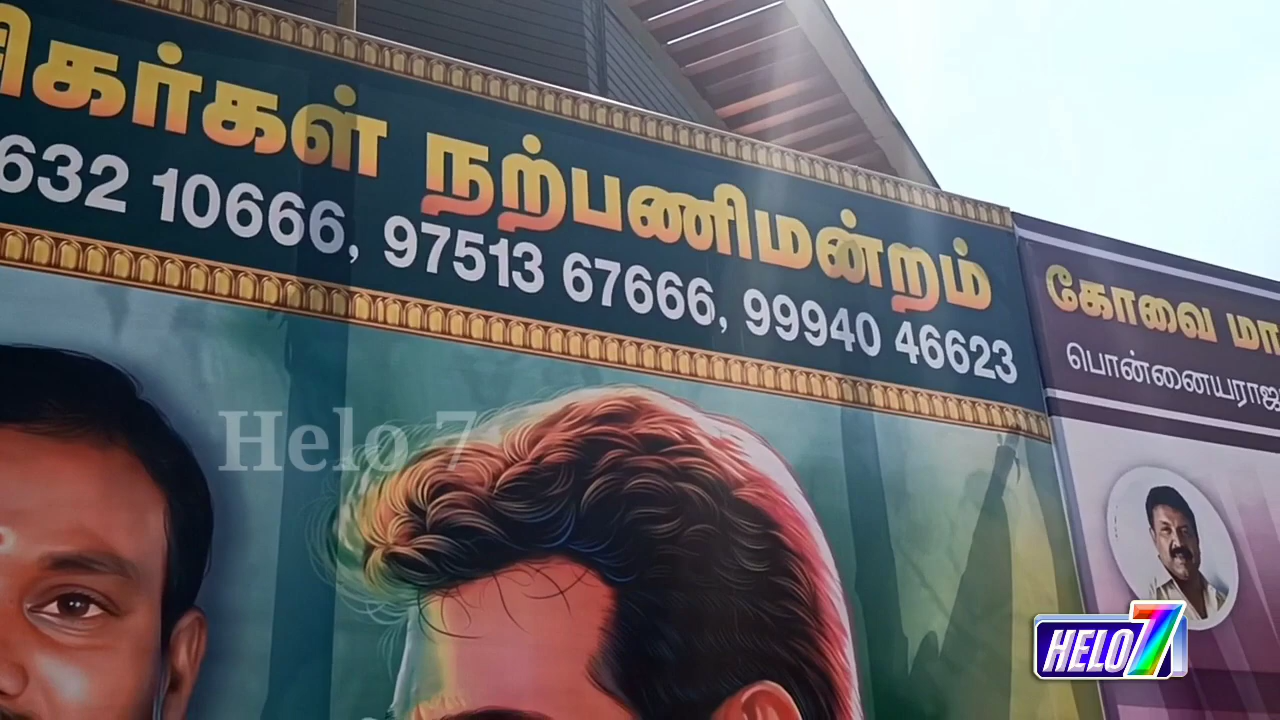 ிகர்கள் நற்பணிமன்றம்
632 10666, 97513 67666, 99940 46623
கோவை மா
பொன்னையராஜ
Helo 7
HELO 7